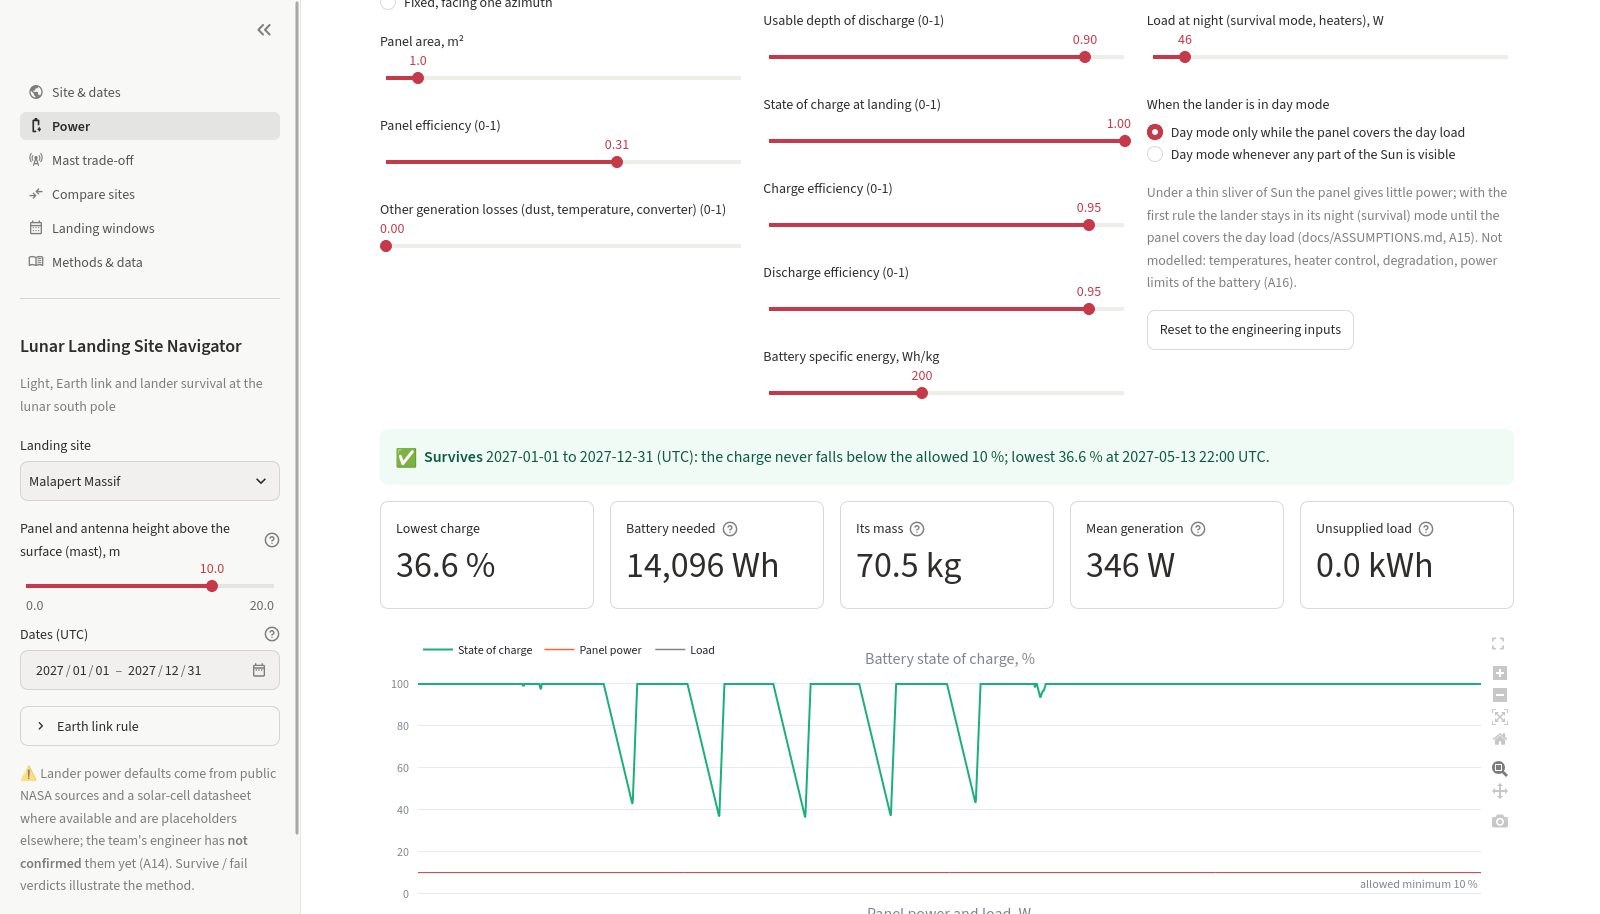 Site & dates
Power
Mast trade-off
Compare sites
Landing windows
Methods & data
Lunar Landing Site Navigator
Light, Earth link and lander survival at the
lunar south pole
Landing site
Malapert Massif
Panel and antenna height above the
surface (mast), m
10.0
0.0
20.0
Dates (UTC)
2027 / 01 / 01 – 2027 / 12 / 31
Earth link rule
⚠️ Lander power defaults come from public
NASA sources and a solar-cell datasheet
where available and are placeholders
elsewhere; the team's engineer has not
confirmed them yet (A14). Survive / fail
verdicts illustrate the method.
Fixed, facing one azimuth
Panel area, m²
1.0
Panel efficiency (0-1)
0.31
Other generation losses (dust, temperature, converter) (0-1)
0.00
Usable depth of discharge (0-1)
0.90
State of charge at landing (0-1)
1.00
Charge efficiency (0-1)
0.95
Discharge efficiency (0-1)
0.95
Battery specific energy, Wh/kg
200
Load at night (survival mode, heaters), W
46
When the lander is in day mode
Day mode only while the panel covers the day load
Day mode whenever any part of the Sun is visible
Under a thin sliver of Sun the panel gives little power; with the
first rule the lander stays in its night (survival) mode until the
panel covers the day load (docs/ASSUMPTIONS.md, A15). Not
modelled: temperatures, heater control, degradation, power
limits of the battery (A16).
Reset to the engineering inputs
✅ Survives 2027-01-01 to 2027-12-31 (UTC): the charge never falls below the allowed 10 %; lowest 36.6 % at 2027-05-13 22:00 UTC.
Lowest charge
36.6 %
Battery needed
14,096 Wh
Its mass
70.5 kg
Mean generation
346 W
Unsupplied load
0.0 kWh
State of charge
Panel power
Load
Battery state of charge, %
100
80
60
40
20
0
allowed minimum 10 %
Panel power and load, W